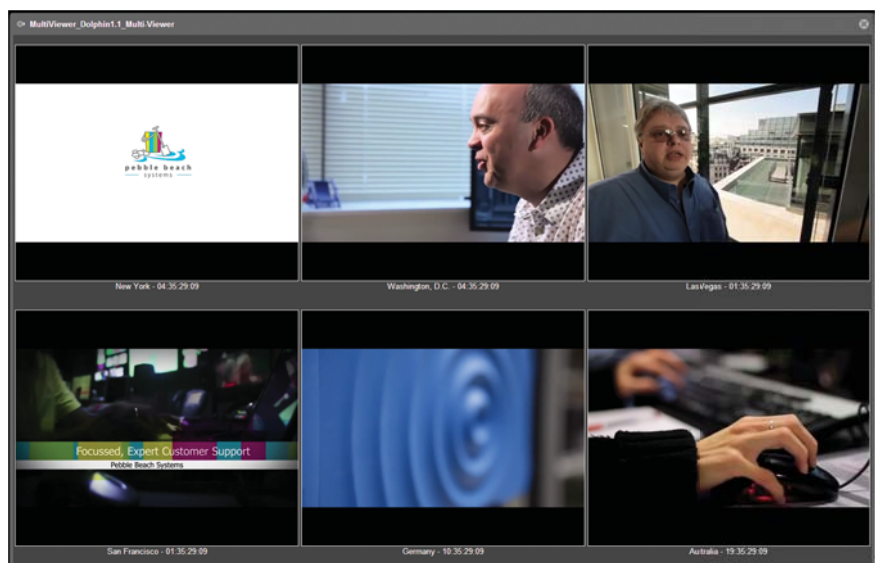 MultiViewer_Dolphin1.1_Multi-Viewer
pebble beach
systems
New York - 04:35:29:09
Washington, D.C. - 04:35:29:09
LasVegas - 01:35:29:09
Focussed, Expert Customer Support
Pebble Beach Systems
San Francisco - 01:35:29:09
Germany - 10:35:29:09
Autralia - 19:35:29:09